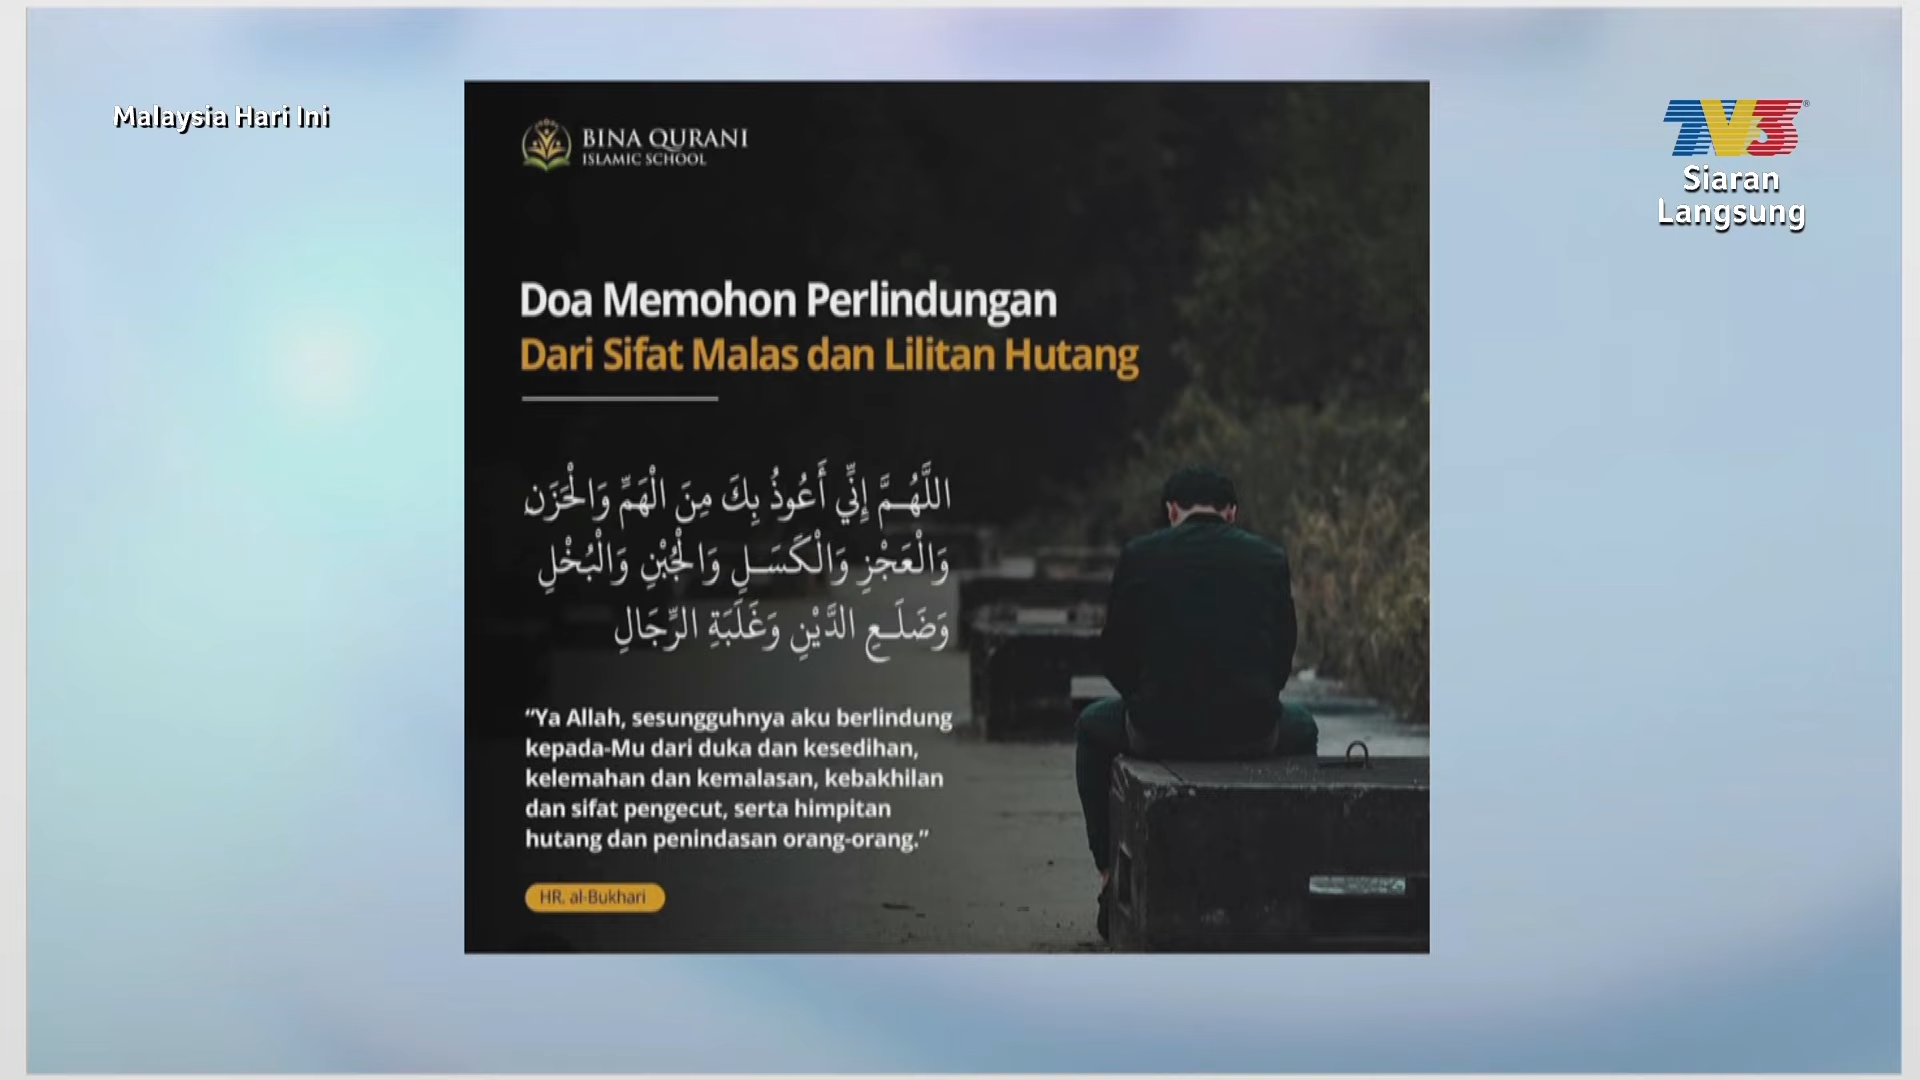 Malaysia Hari Ini
TV3
Siaran
Langsung
BINA QURANI
ISLAMIC SCHOOL
Doa Memohon Perlindungan
Dari Sifat Malas dan Lilitan Hutang
اللَّهُمَّ إِنِّي أَعُوذُ بِكَ مِنَ الْهَمِّ وَالْحَزَنِ
وَالْعَجْزِ وَالْكَسَلِ وَالْجُبْنِ وَالْبُخْلِ
وَضَلَعِ الدَّيْنِ وَغَلَبَةِ الرِّجَالِ
“Ya Allah, sesungguhnya aku berlindung
kepada-Mu dari duka dan kesedihan,
kelemahan dan kemalasan, kebakhilan
dan sifat pengecut, serta himpitan
hutang dan penindasan orang-orang.”
HR. al-Bukhari